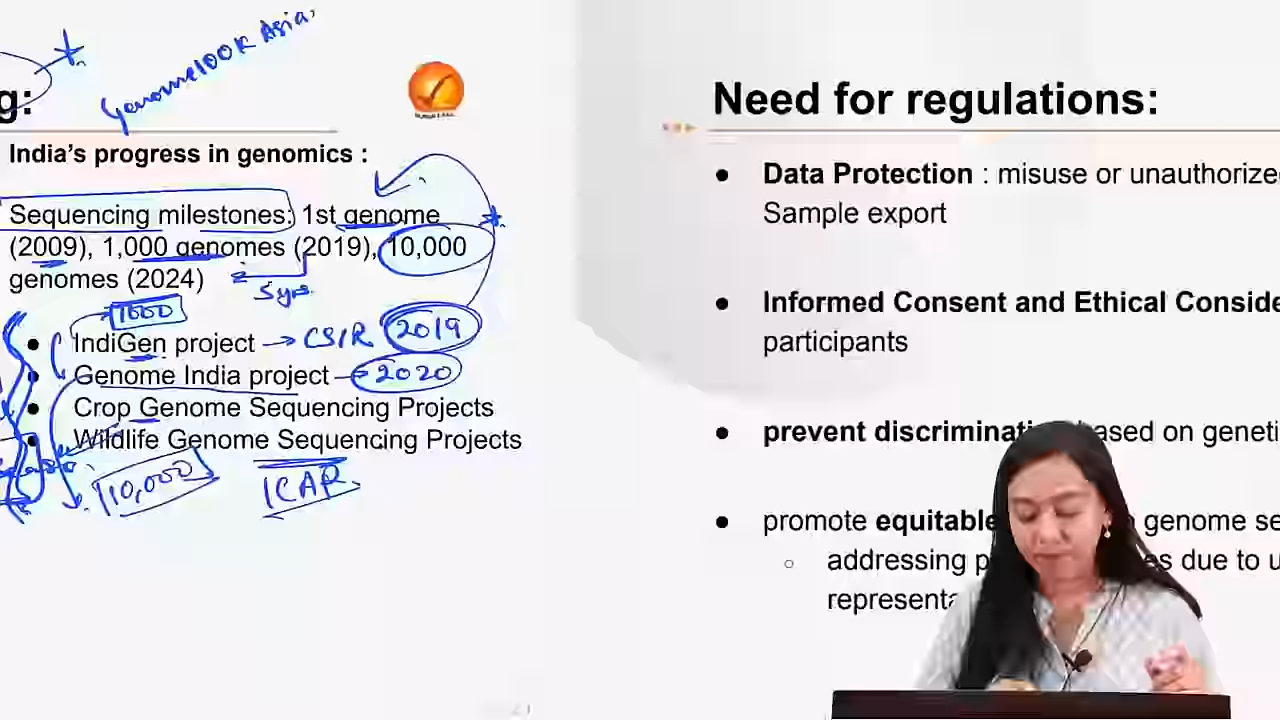 Genome100K Asia.
g:
India’s progress in genomics :
Sequencing milestones: 1st genome
(2009), 1,000 genomes (2019), 10,000
genomes (2024)
5yrs
1000
● IndiGen project → CSIR 2019
● Genome India project → 2020
● Crop Genome Sequencing Projects
● Wildlife Genome Sequencing Projects
10,000 ICAR
Need for regulations:
● Data Protection : misuse or unauthorize
Sample export
● Informed Consent and Ethical Conside
participants
● prevent discriminati based on geneti
● promote equitable genome se
○ addressing p es due to u
representa